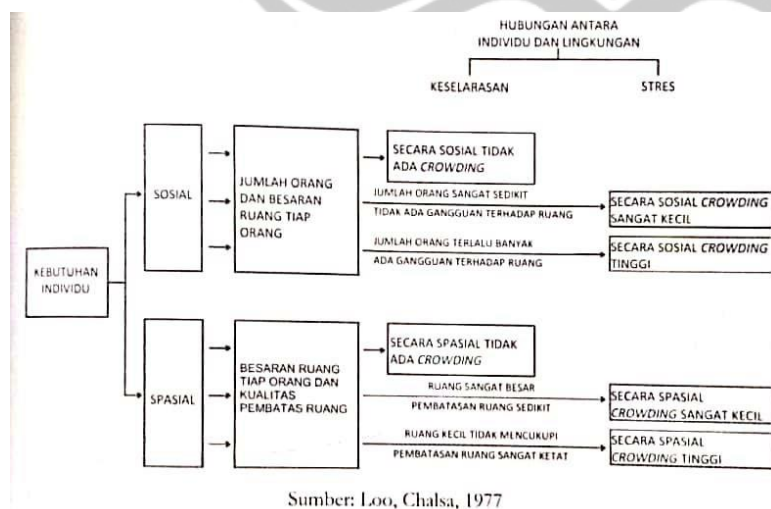 HUBUNGAN ANTARA
INDIVIDU DAN LINGKUNGAN
KESELARASAN
STRES
KEBUTUHAN
INDIVIDU
SOSIAL
JUMLAH ORANG
DAN BESARAN
RUANG TIAP
ORANG
SECARA SOSIAL TIDAK
ADA CROWDING
JUMLAH ORANG SANGAT SEDIKIT
TIDAK ADA GANGGUAN TERHADAP RUANG
SECARA SOSIAL CROWDING
SANGAT KECIL
JUMLAH ORANG TERLALU BANYAK
ADA GANGGUAN TERHADAP RUANG
SECARA SOSIAL CROWDING
TINGGI
SPASIAL
BESARAN RUANG
TIAP ORANG DAN
KUALITAS
PEMBATAS RUANG
SECARA SPASIAL TIDAK
ADA CROWDING
RUANG SANGAT BESAR
PEMBATASAN RUANG SEDIKIT
SECARA SPASIAL
CROWDING SANGAT KECIL
RUANG KECIL TIDAK MENCUKUPI
PEMBATASAN RUANG SANGAT KETAT
SECARA SPASIAL
CROWDING TINGGI
Sumber: Loo, Chalsa, 1977